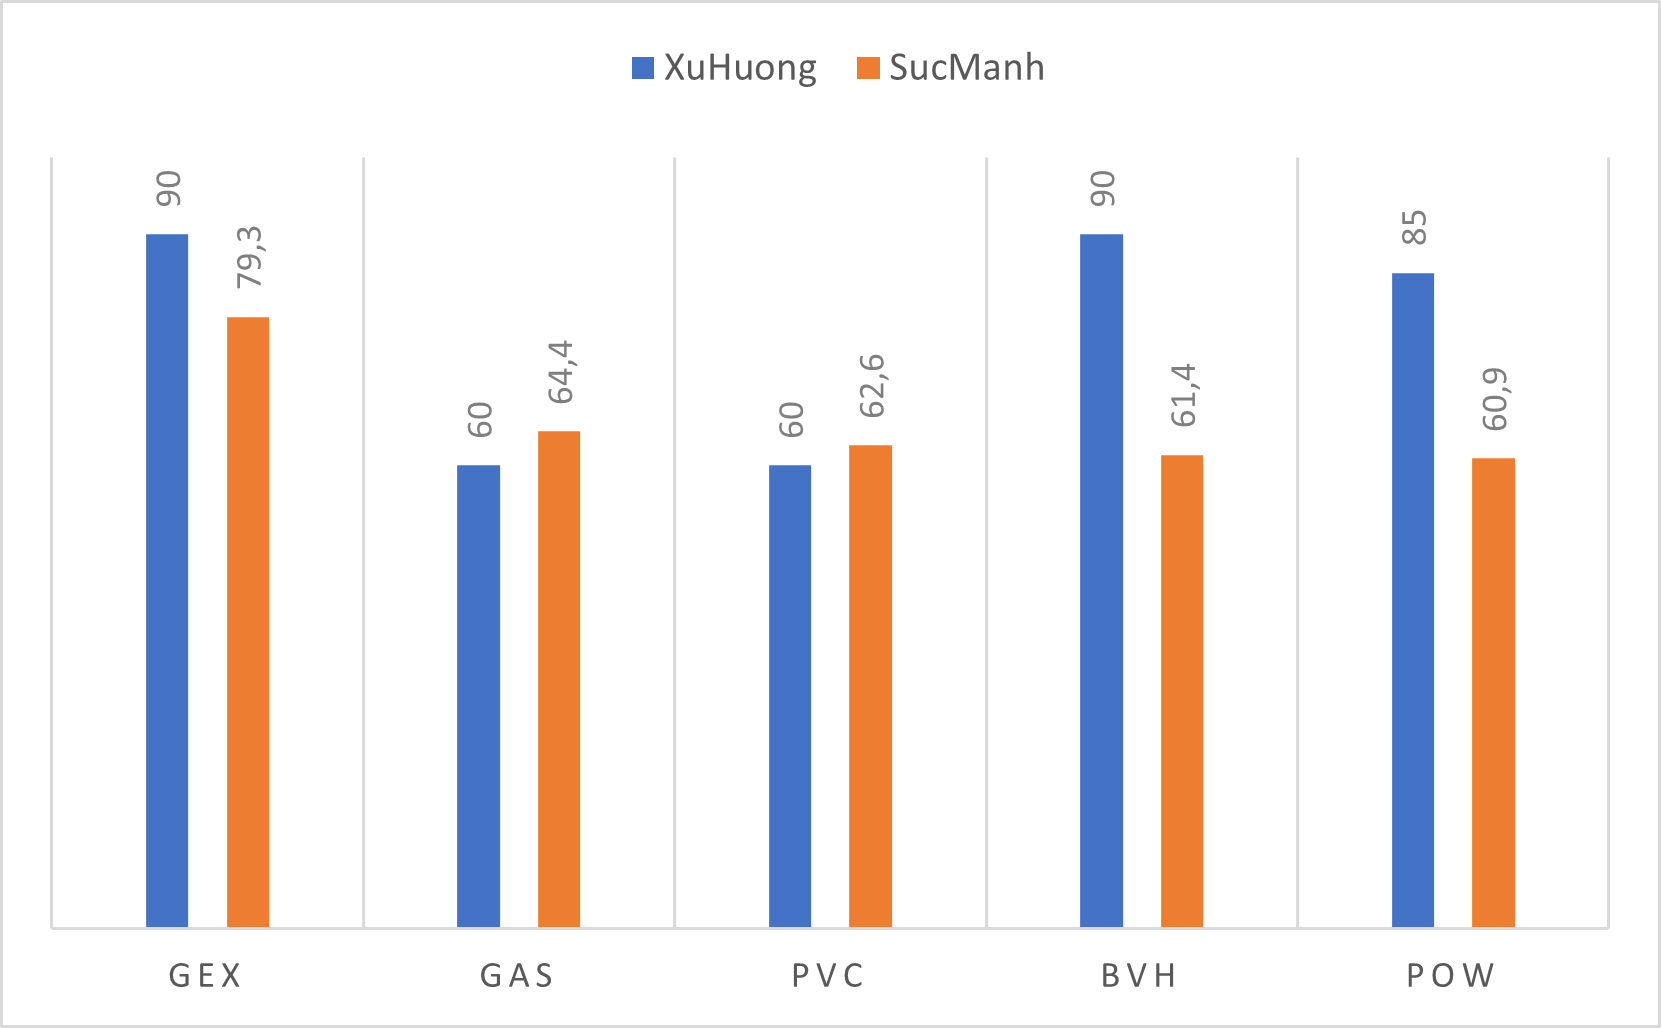 XuHuong SucManh
90 79,3 60 64,4 60 62,6 90 61,4 85 60,9
GEX GAS PVC BVH POW